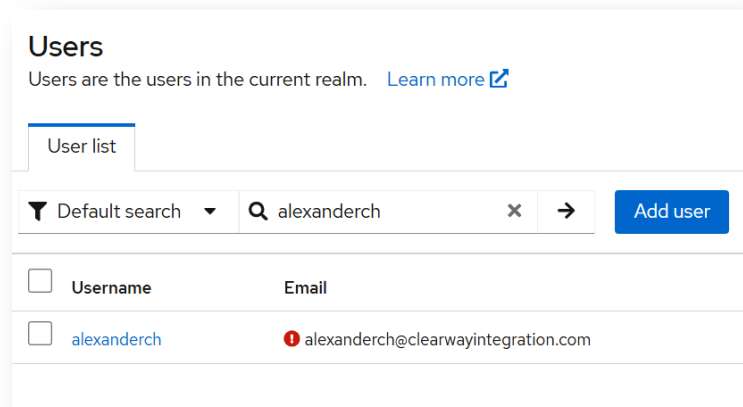 Users
Users are the users in the current realm. Learn more
User list
Default search alexanderch Add user
Username Email
alexanderch alexanderch@clearwayintegration.com